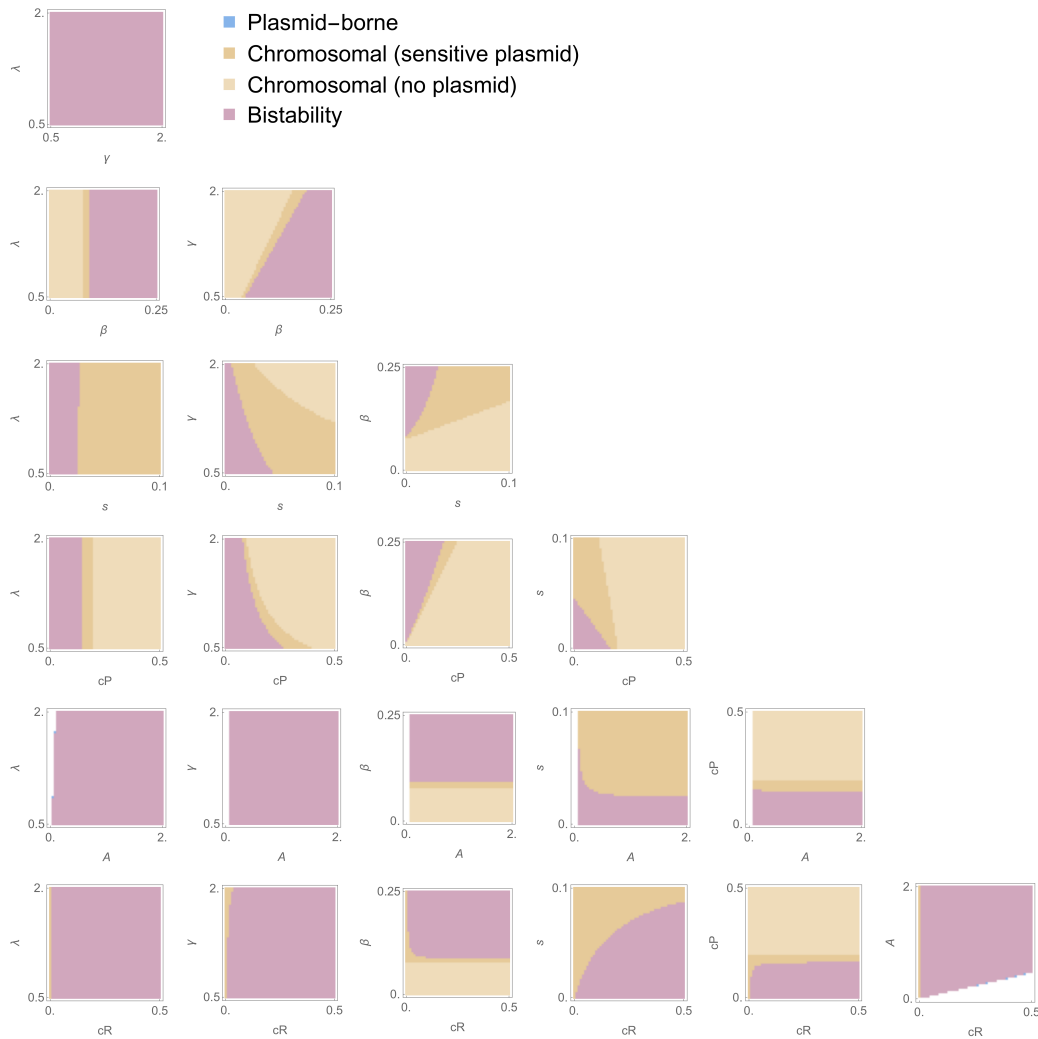 Plasmid−borne
Chromosomal (sensitive plasmid)
Chromosomal (no plasmid)
Bistability
2.
λ
0.5
0.5 2.
γ
2. 2.
λ γ
0.5 0.5
0. 0.25 0. 0.25
β β
2. 2. 0.25
λ γ β
0.5 0.5 0.
0. 0.1 0. 0.1 0. 0.1
s s s
2. 2. 0.25 0.1
λ γ β s
0.5 0.5 0. 0.
0. 0.5 0. 0.5 0. 0.5 0. 0.5
cP cP cP cP
2. 2. 0.25 0.1 0.5
λ γ β s cP
0.5 0.5 0. 0. 0.
0. 2. 0. 2. 0. 2. 0. 2. 0. 2.
A A A A A
2. 2. 0.25 0.1 0.5 2.
λ γ β s cP A
0.5 0.5 0. 0. 0. 0.
0. 0.5 0. 0.5 0. 0.5 0. 0.5 0. 0.5 0. 0.5
cR cR cR cR cR cR